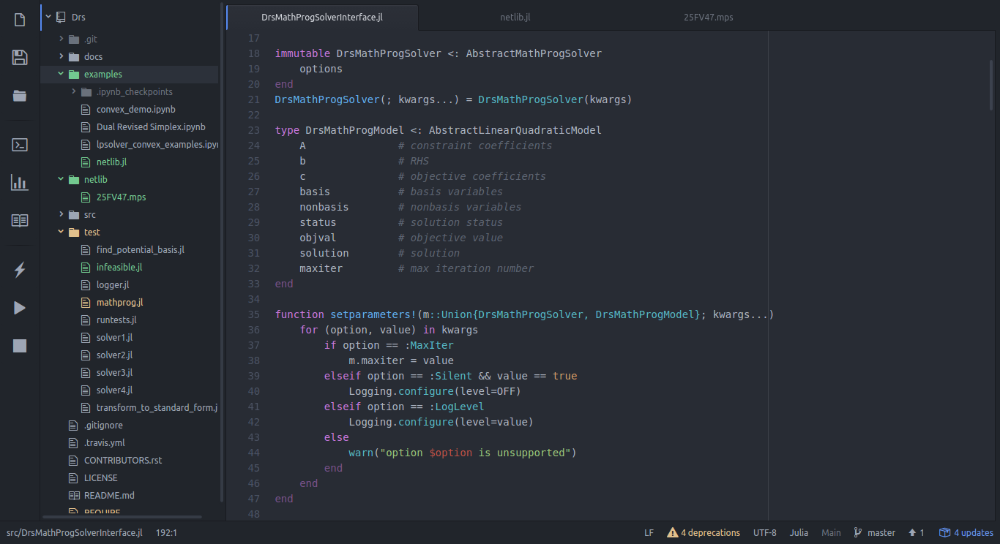 Drs
.git
docs
examples
.ipynb_checkpoints
convex_demo.ipynb
Dual Revised Simplex.ipynb
lpsolver_convex_examples.ipyn
netlib.jl
netlib
25FV47.mps
src
test
find_potential_basis.jl
infeasible.jl
logger.jl
mathprog.jl
runtests.jl
solver1.jl
solver2.jl
solver3.jl
solver4.jl
transform_to_standard_form.j
.gitignore
.travis.yml
CONTRIBUTORS.rst
LICENSE
README.md
REQUIRE
DrsMathProgSolverInterface.jl netlib.jl 25FV47.mps
17
18 immutable DrsMathProgSolver <: AbstractMathProgSolver
19     options
20 end
21 DrsMathProgSolver(; kwargs...) = DrsMathProgSolver(kwargs)
22
23 type DrsMathProgModel <: AbstractLinearQuadraticModel
24     A               # constraint coefficients
25     b               # RHS
26     c               # objective coefficients
27     basis           # basis variables
28     nonbasis        # nonbasis variables
29     status          # solution status
30     objval          # objective value
31     solution        # solution
32     maxiter         # max iteration number
33 end
34
35 function setparameters!(m::Union{DrsMathProgSolver, DrsMathProgModel}; kwargs...)
36     for (option, value) in kwargs
37         if option == :MaxIter
38             m.maxiter = value
39         elseif option == :Silent && value == true
40             Logging.configure(level=OFF)
41         elseif option == :LogLevel
42             Logging.configure(level=value)
43         else
44             warn("option $option is unsupported")
45         end
46     end
47 end
48
src/DrsMathProgSolverInterface.jl 192:1 LF 4 deprecations UTF-8 Julia Main master 1 4 updates